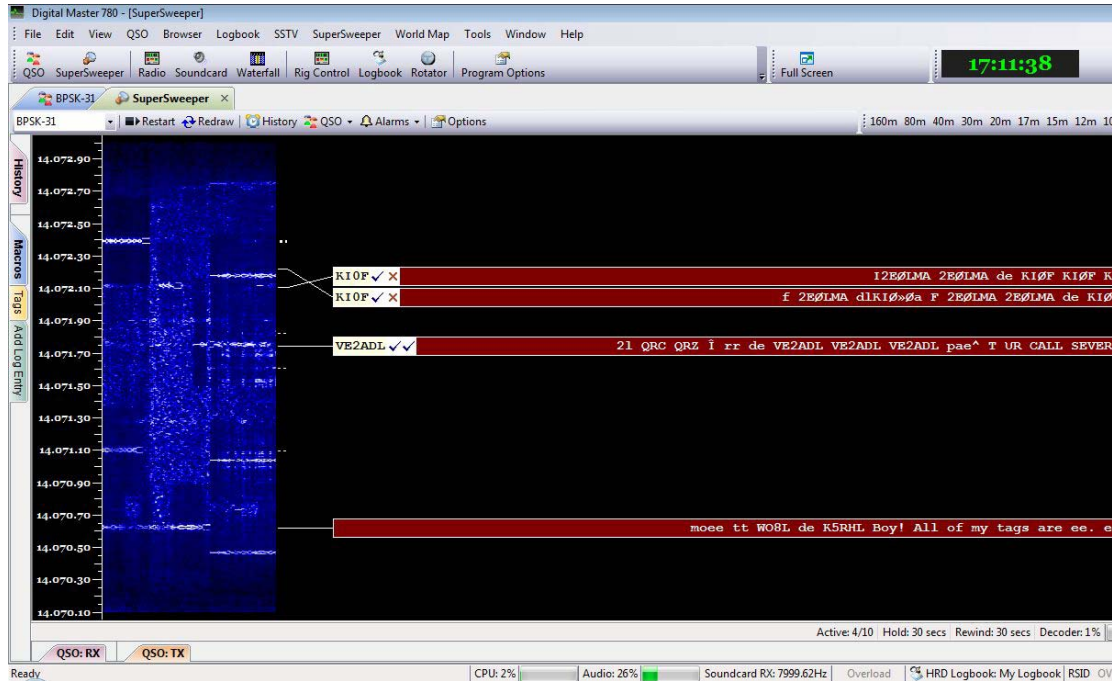 Digital Master 780 - [SuperSweeper]
File Edit View QSO Browser Logbook SSTV SuperSweeper World Map Tools Window Help
QSO SuperSweeper Radio Soundcard Waterfall Rig Control Logbook Rotator Program Options Full Screen 17:11:38
BPSK-31 SuperSweeper
BPSK-31 Restart Redraw History QSO Alarms Options 160m 80m 40m 30m 20m 17m 15m 12m 10
History
Macros
Tags
Add Log Entry
14.072.90
14.072.70
14.072.50
14.072.30
KI0F I2EØLMA 2EØLMA de KIØF KIØF K
14.072.10
KI0F f 2EØLMA dlKIØ»Øa F 2EØLMA 2EØLMA de KIØ
14.071.90
VE2ADL 2l QRC QRZ Î rr de VE2ADL VE2ADL VE2ADL pae^ T UR CALL SEVER
14.071.70
14.071.50
14.071.30
14.071.10
14.070.90
14.070.70
moee tt WO8L de K5RHL Boy! All of my tags are ee. e
14.070.50
14.070.30
14.070.10
Active: 4/10 Hold: 30 secs Rewind: 30 secs Decoder: 1%
QSO: RX QSO: TX
Ready CPU: 2% Audio: 26% Soundcard RX: 7999.62Hz Overload HRD Logbook: My Logbook RSID OV